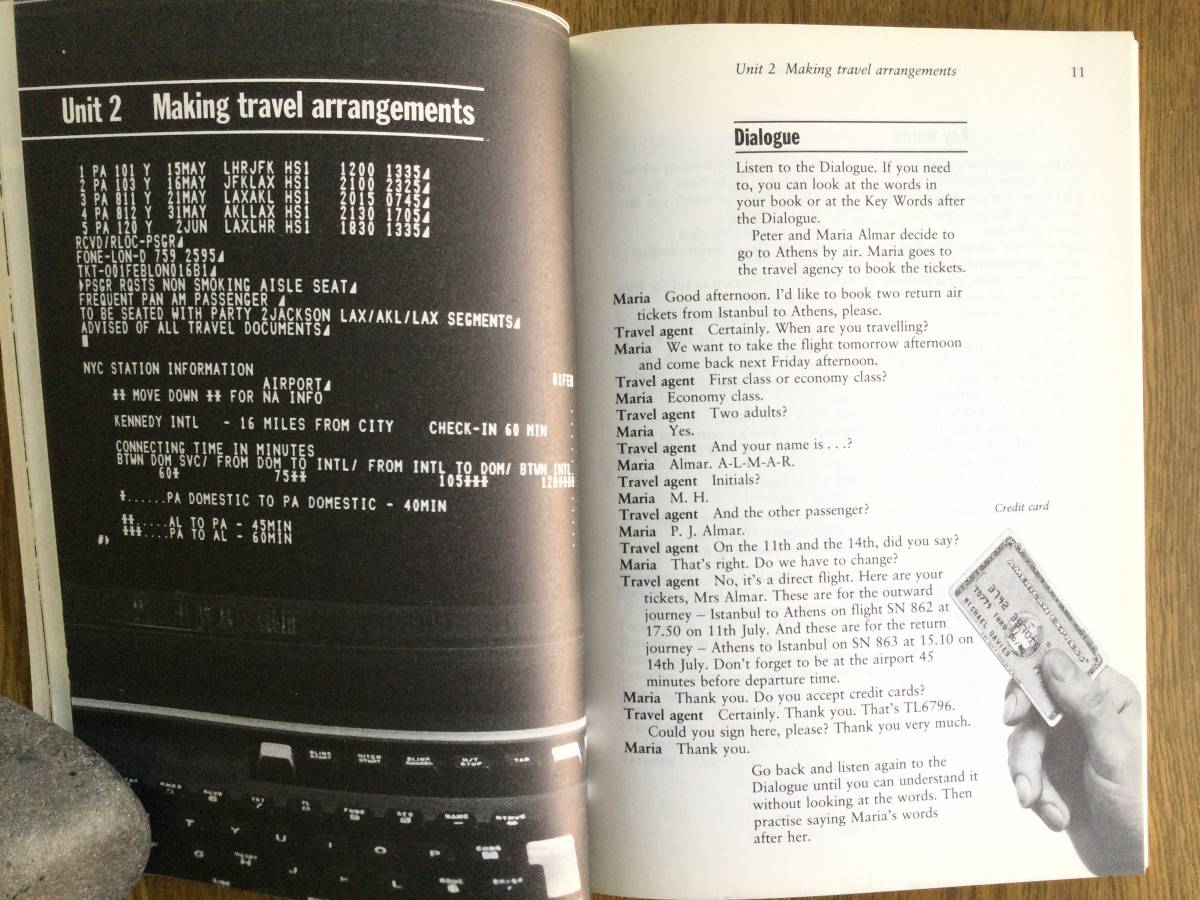 Unit 2 Making travel arrangements
1 PA 101 Y 15MAY LHRJFK HS1 1200 1335
2 PA 103 Y 16MAY JFKLAX HS1 2100 2325
3 PA 811 Y 21MAY LAXAKL HS1 2015 0745
4 PA 812 Y 31MAY AKLLAX HS1 2130 1705
5 PA 120 Y 2JUN LAXLHR HS1 1830 1335
RCVD/RLOC-PSGR
FONE-LON-D 759 2595
TKT-001FEBLON016B1
PSGR RQSTS NON SMOKING AISLE SEAT
FREQUENT PAN AM PASSENGER
TO BE SEATED WITH PARTY 2JACKSON LAX/AKL/LAX SEGMENTS
ADVISED OF ALL TRAVEL DOCUMENTS
NYC STATION INFORMATION
AIRPORT 01FEB
** MOVE DOWN ** FOR NA INFO
KENNEDY INTL - 16 MILES FROM CITY CHECK-IN 60 MIN
CONNECTING TIME IN MINUTES
BTWN DOM SVC/ FROM DOM TO INTL/ FROM INTL TO DOM/ BTWN INTL
60* 75** 105*** 120****
*......PA DOMESTIC TO PA DOMESTIC - 40MIN
**.....AL TO PA - 45MIN
***....PA TO AL - 60MIN
TAB
T Y U I O P
G H J K L
Unit 2 Making travel arrangements 11
Dialogue
Listen to the Dialogue. If you need
to, you can look at the words in
your book or at the Key Words after
the Dialogue.
Peter and Maria Almar decide to
go to Athens by air. Maria goes to
the travel agency to book the tickets.
Maria Good afternoon. I'd like to book two return air
tickets from Istanbul to Athens, please.
Travel agent Certainly. When are you travelling?
Maria We want to take the flight tomorrow afternoon
and come back next Friday afternoon.
Travel agent First class or economy class?
Maria Economy class.
Travel agent Two adults?
Maria Yes.
Travel agent And your name is . . .?
Maria Almar. A-L-M-A-R.
Travel agent Initials?
Maria M. H.
Travel agent And the other passenger?
Maria P. J. Almar.
Travel agent On the 11th and the 14th, did you say?
Maria That's right. Do we have to change?
Travel agent No, it's a direct flight. Here are your
tickets, Mrs Almar. These are for the outward
journey – Istanbul to Athens on flight SN 862 at
17.50 on 11th July. And these are for the return
journey – Athens to Istanbul on SN 863 at 15.10 on
14th July. Don't forget to be at the airport 45
minutes before departure time.
Maria Thank you. Do you accept credit cards?
Travel agent Certainly. Thank you. That's TL6796.
Could you sign here, please? Thank you very much.
Maria Thank you.
Go back and listen again to the
Dialogue until you can understand it
without looking at the words. Then
practise saying Maria's words
after her.
Credit card
AMERICAN EXPRESS
3742
MICHAEL DAVIES